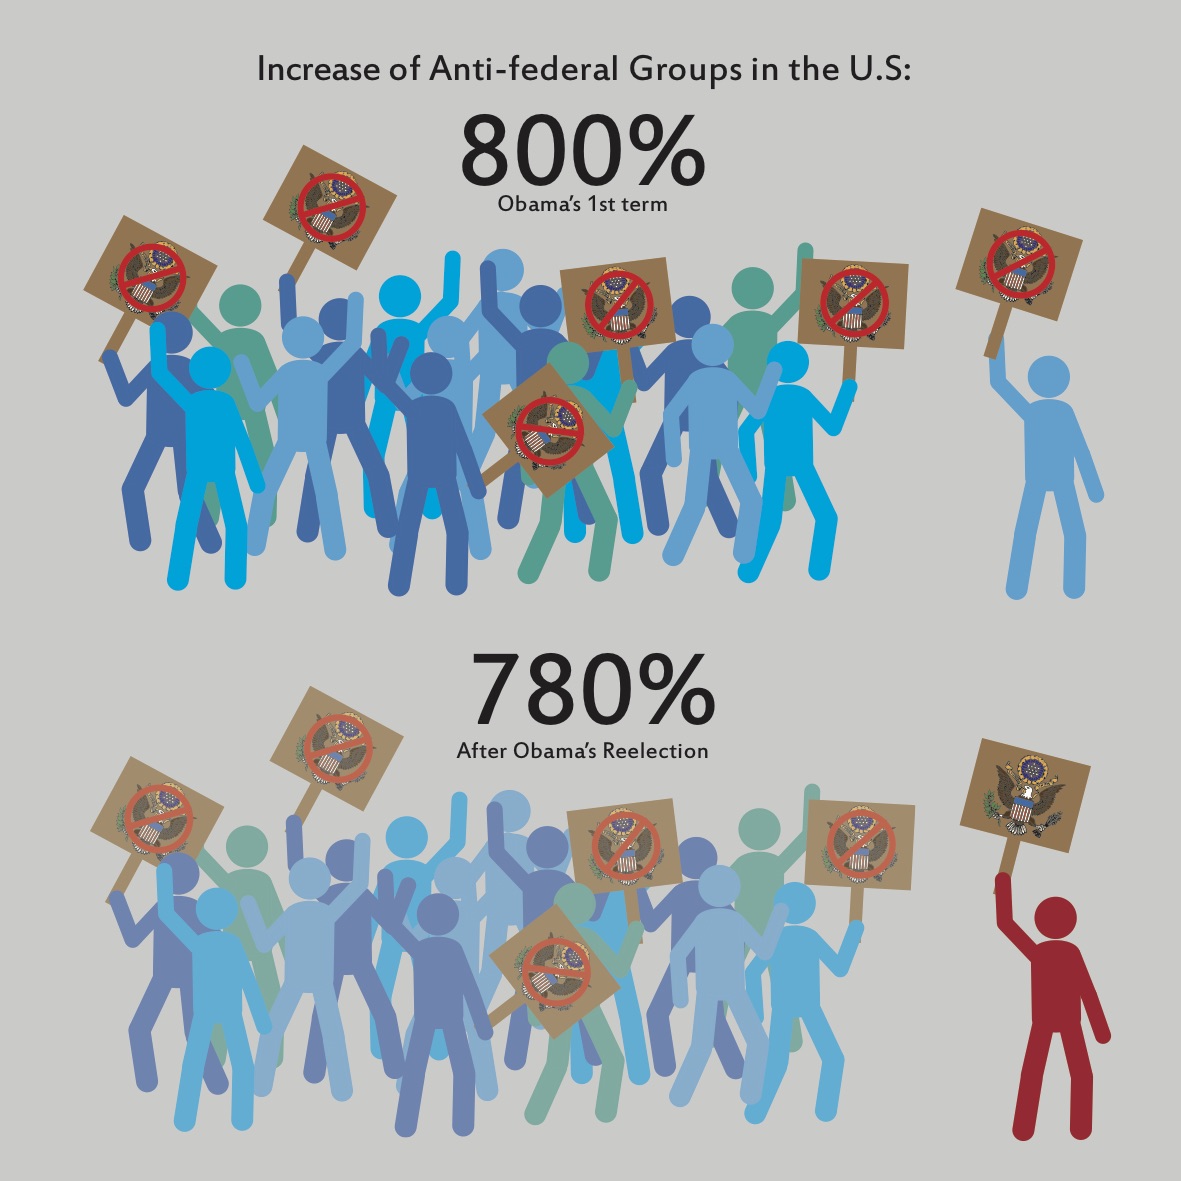 Increase of Anti-federal Groups in the U.S:
800%
Obama's 1st term
780%
After Obama's Reelection